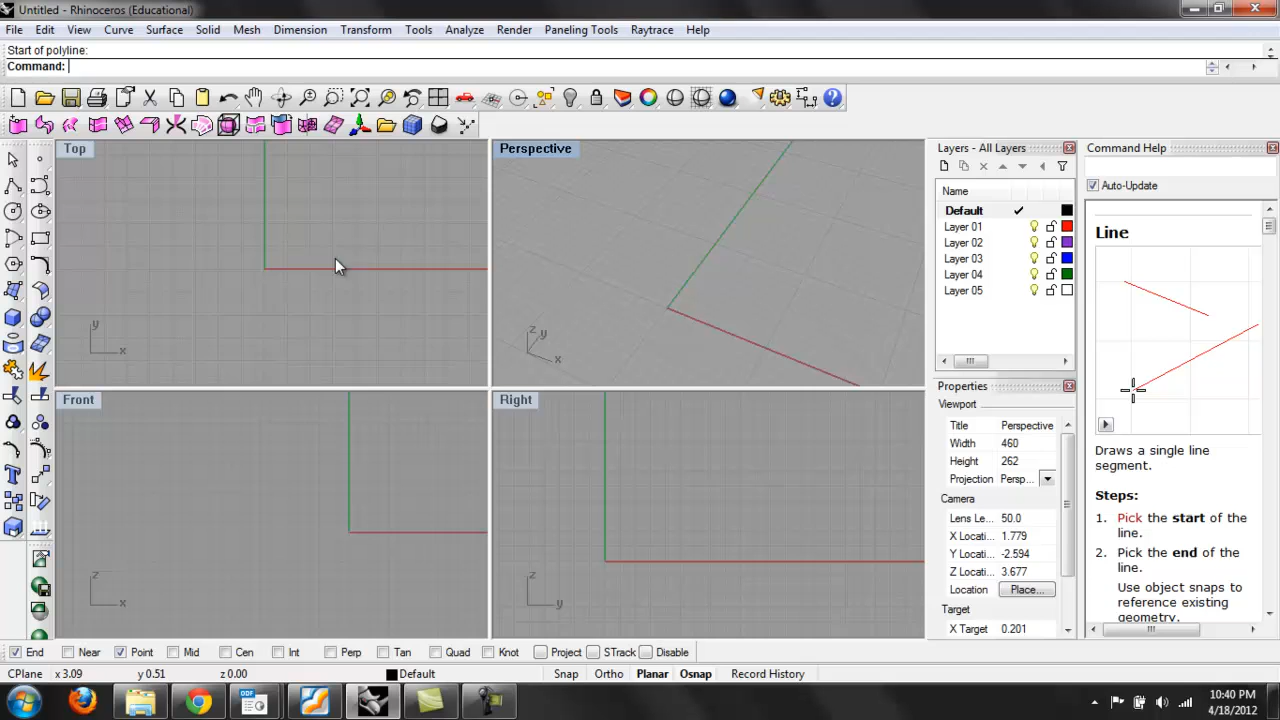 Untitled - Rhinoceros (Educational)
File Edit View Curve Surface Solid Mesh Dimension Transform Tools Analyze Render Paneling Tools Raytrace Help
Start of polyline:
Command:
Top
Perspective
y
x
z
y
x
Front
Right
z
x
z
y
Layers - All Layers
Name
Default
Layer 01
Layer 02
Layer 03
Layer 04
Layer 05
Properties
Viewport
Title Perspective
Width 460
Height 262
Projection Persp...
Camera
Lens Le... 50.0
X Locati... 1.779
Y Locati... -2.594
Z Locati... 3.677
Location Place...
Target
X Target 0.201
Command Help
Auto-Update
Line
Draws a single line
segment.
Steps:
1. Pick the start of the
line.
2. Pick the end of the
line.
Use object snaps to
reference existing
geometry.
End Near Point Mid Cen Int Perp Tan Quad Knot Project STrack Disable
CPlane x 3.09 y 0.51 z 0.00 Default Snap Ortho Planar Osnap Record History
10:40 PM
4/18/2012